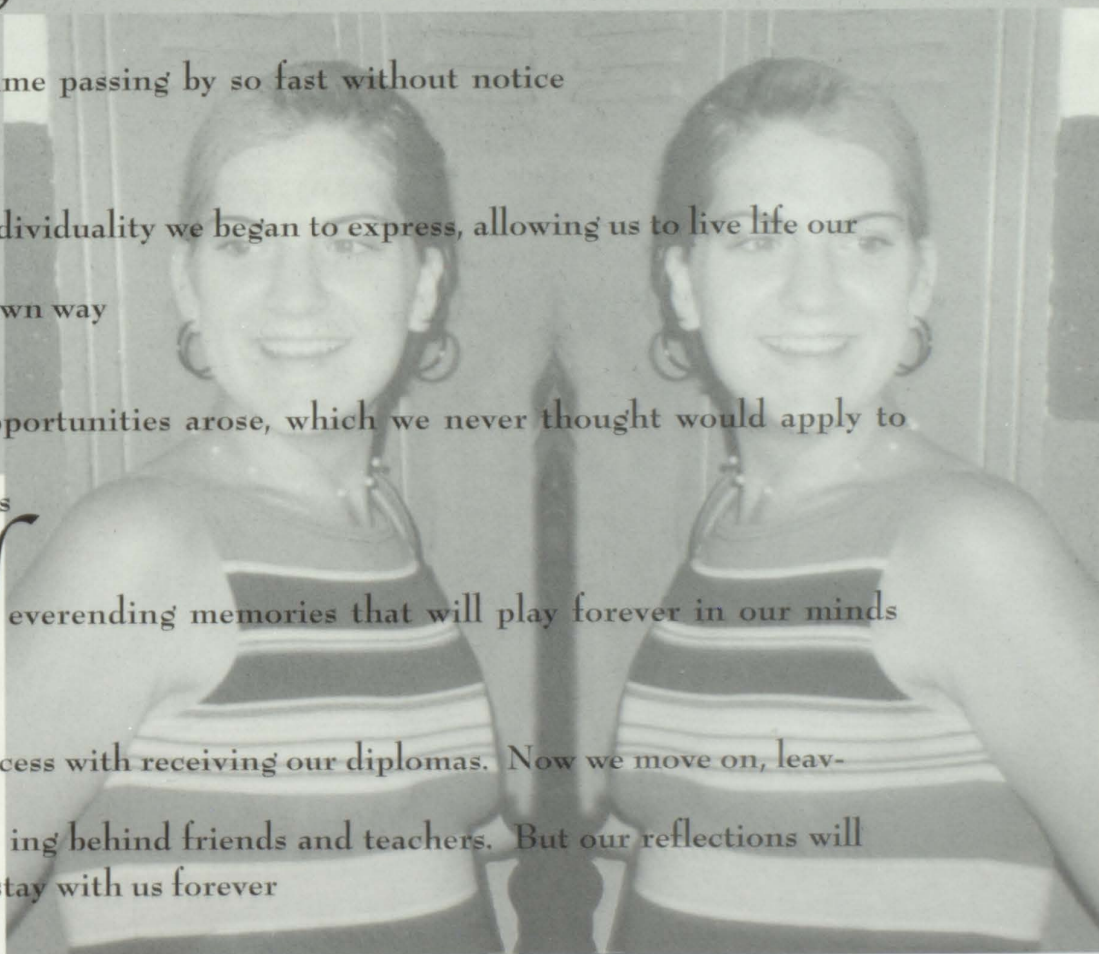 me passing by so fast without notice
dividuality we began to express, allowing us to live life our
wn way
pportunities arose, which we never thought would apply to
s
everending memories that will play forever in our minds
cess with receiving our diplomas. Now we move on, leav-
ing behind friends and teachers. But our reflections will
stay with us forever